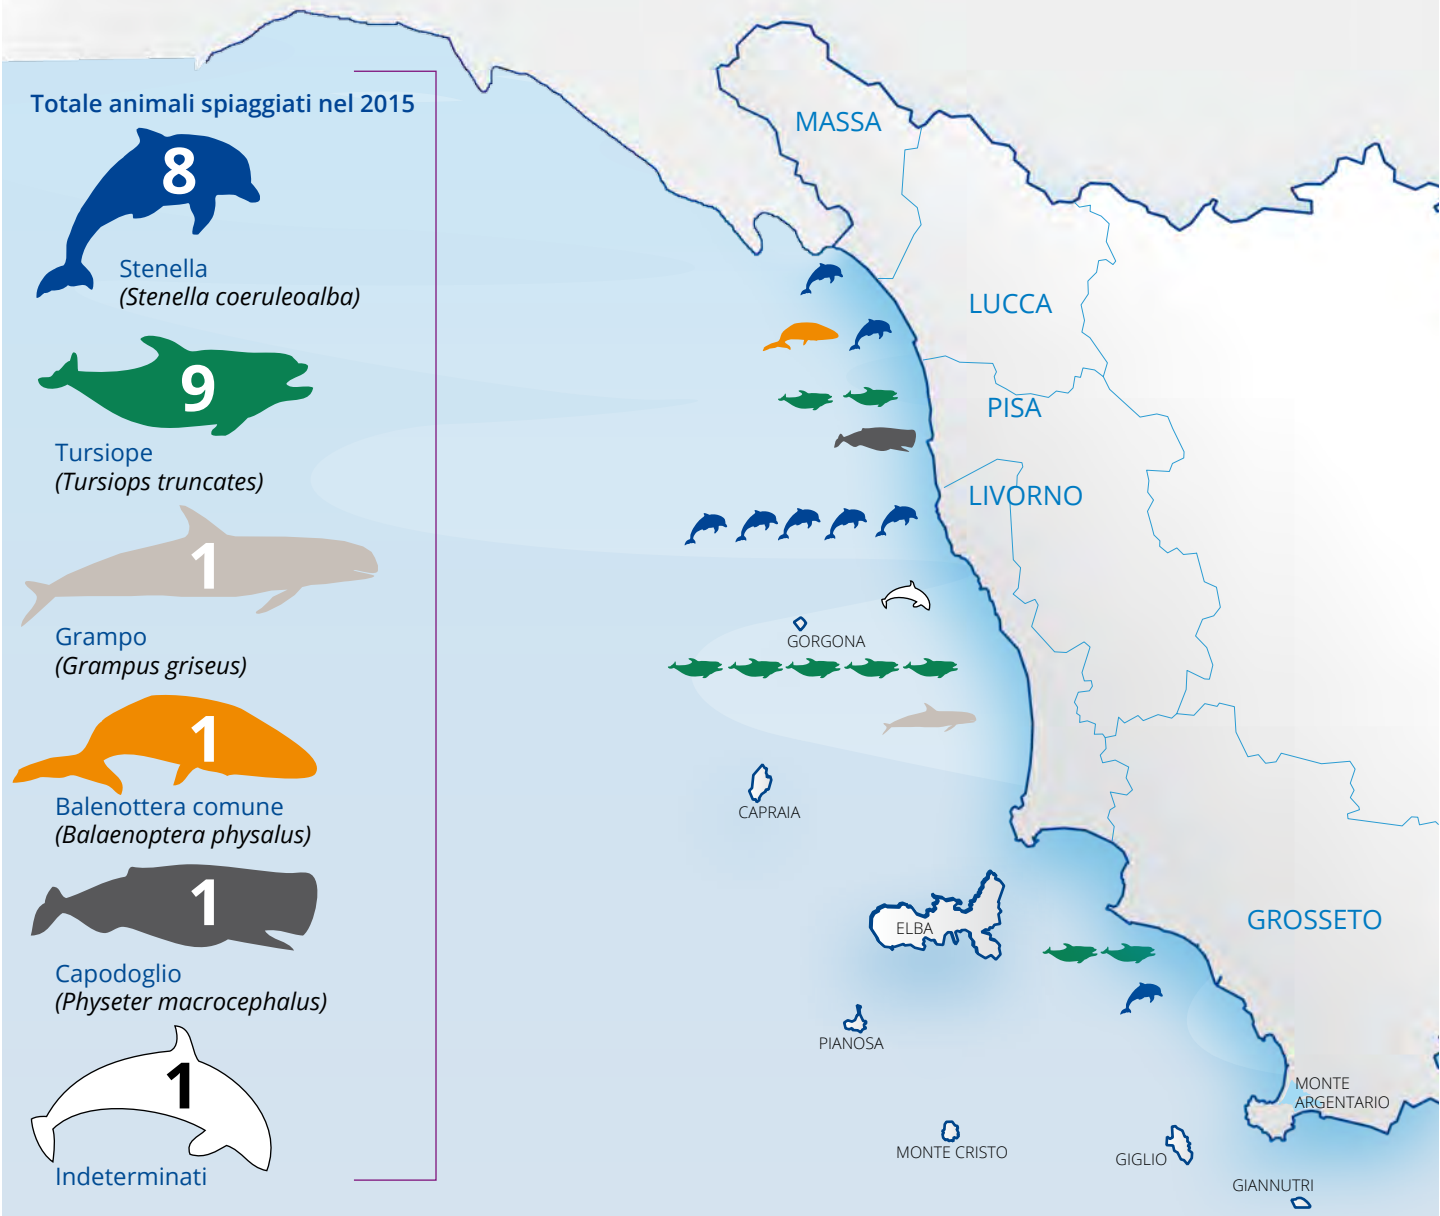 Totale animali spiaggiati nel 2015
8
Stenella
(Stenella coeruleoalba)
9
Tursiope
(Tursiops truncates)
1
Grampo
(Grampus griseus)
1
Balenottera comune
(Balaenoptera physalus)
1
Capodoglio
(Physeter macrocephalus)
1
Indeterminati
MASSA
LUCCA
PISA
LIVORNO
GORGONA
CAPRAIA
ELBA
GROSSETO
PIANOSA
MONTE
ARGENTARIO
MONTE CRISTO
GIGLIO
GIANNUTRI